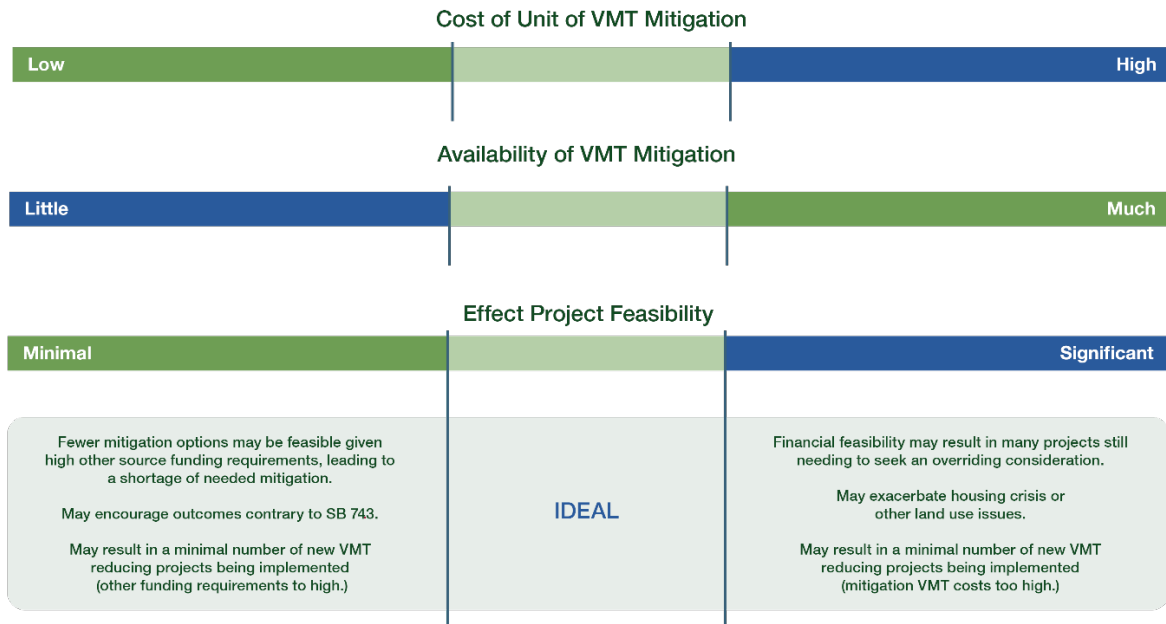 Cost of Unit of VMT Mitigation
Low
High
Availability of VMT Mitigation
Little
Much
Effect Project Feasibility
Minimal
Significant
Fewer mitigation options may be feasible given
high other source funding requirements, leading to
a shortage of needed mitigation.
May encourage outcomes contrary to SB 743.
May result in a minimal number of new VMT
reducing projects being implemented
(other funding requirements to high.)
IDEAL
Financial feasibility may result in many projects still
needing to seek an overriding consideration.
May exacerbate housing crisis or
other land use issues.
May result in a minimal number of new VMT
reducing projects being implemented
(mitigation VMT costs too high.)